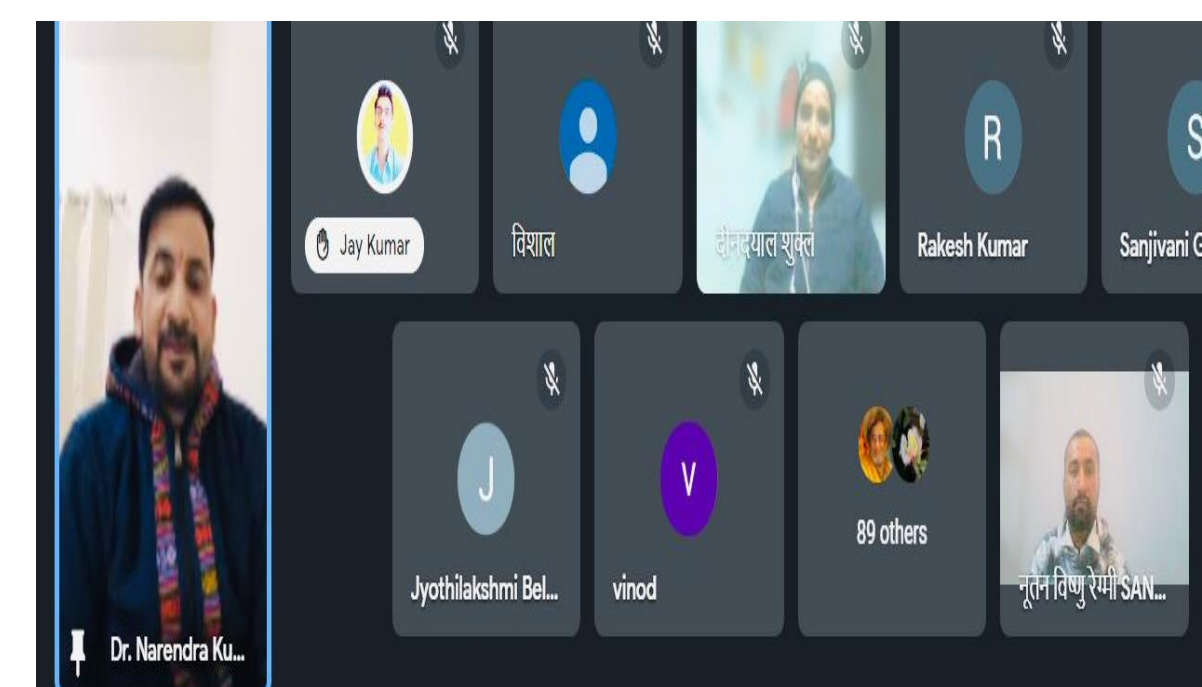 Jay Kumar
विशाल
दीनदयाल शुक्ल
R
Rakesh Kumar
S
Sanjivani G
J
Jyothilakshmi Bel...
V
vinod
89 others
नूतन विष्णु रेग्मी SAN...
Dr. Narendra Ku...